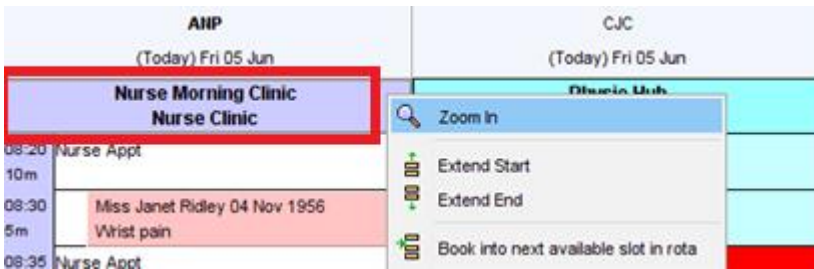 ANP
(Today) Fri 05 Jun
CJC
(Today) Fri 05 Jun
Nurse Morning Clinic
Nurse Clinic
Physio Hub
Zoom In
Extend Start
Extend End
Book into next available slot in rota
08:20 Nurse Appt
10m
08:30 Miss Janet Ridley 04 Nov 1956
5m Wrist pain
08:35 Nurse Appt